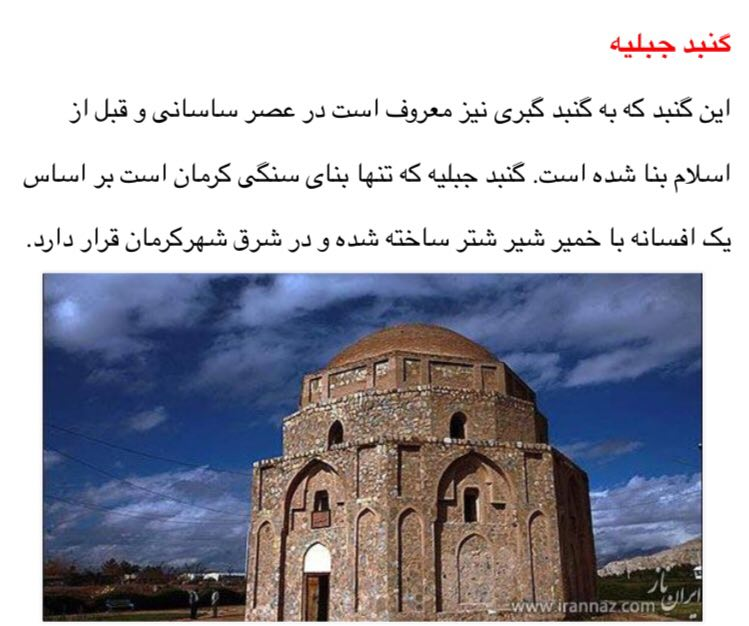 گنبد جبلیه
این گنبد که به گنبد گبری نیز معروف است در عصر ساسانی و قبل از
اسلام بنا شده است. گنبد جبلیه که تنها بنای سنگی کرمان است بر اساس
یک افسانه با خمیر شیر شتر ساخته شده و در شرق شهرکرمان قرار دارد.
ایران ناز
www.irannaz.com